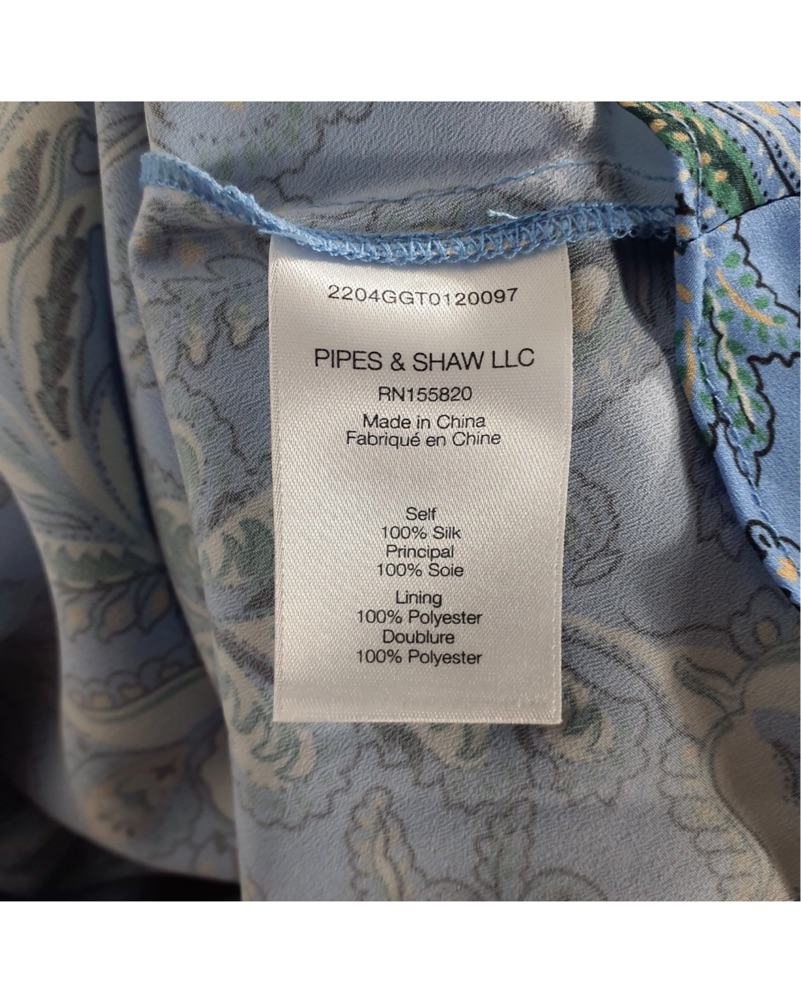 2204GGT0120097
PIPES & SHAW LLC
RN155820
Made in China
Fabriqué en Chine
Self
100% Silk
Principal
100% Soie
Lining
100% Polyester
Doublure
100% Polyester